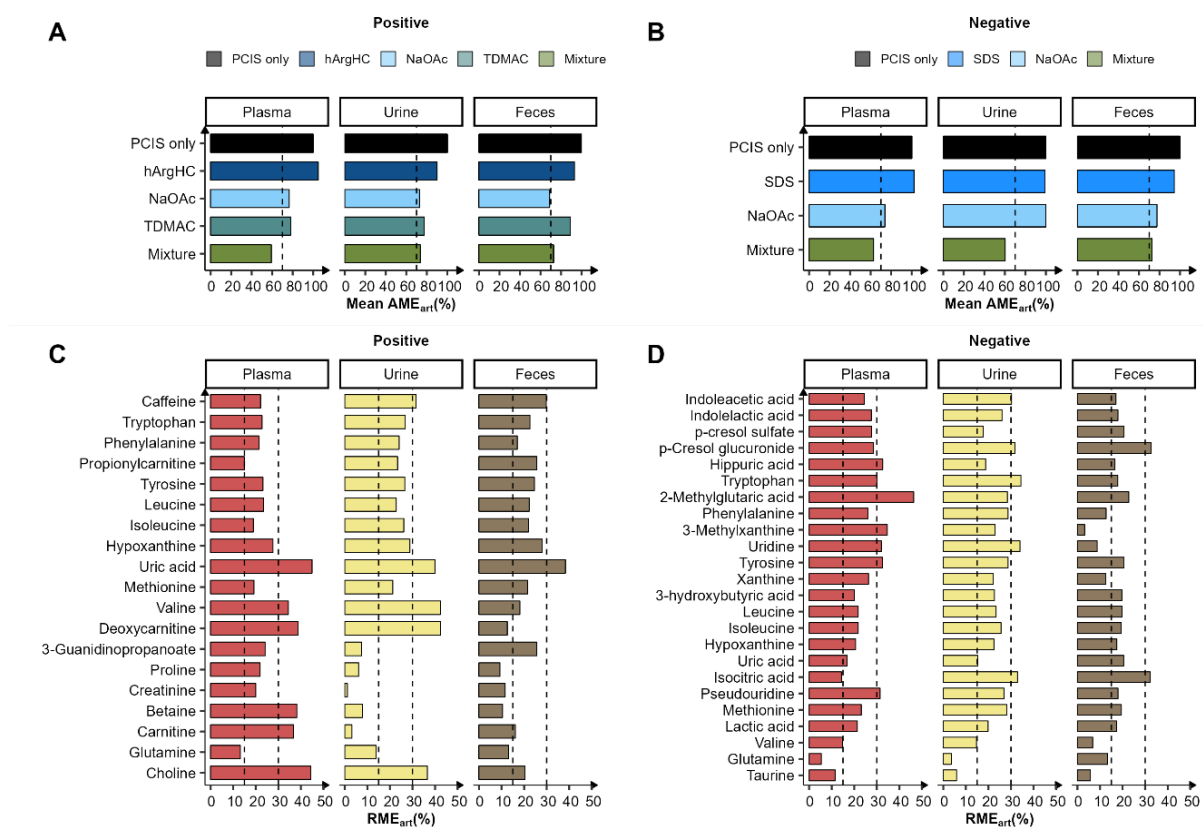 A
Positive
PCIS only
hArgHC
NaOAc
TDMAC
Mixture
Plasma
Urine
Feces
PCIS only
hArgHC
NaOAc
TDMAC
Mixture
0 20 40 60 80 100
0 20 40 60 80 100
0 20 40 60 80 100
Mean AMEart(%)
B
Negative
PCIS only
SDS
NaOAc
Mixture
Plasma
Urine
Feces
PCIS only
SDS
NaOAc
Mixture
0 20 40 60 80 100
0 20 40 60 80 100
0 20 40 60 80 100
Mean AMEart(%)
C
Positive
Plasma
Urine
Feces
Caffeine
Tryptophan
Phenylalanine
Propionylcarnitine
Tyrosine
Leucine
Isoleucine
Hypoxanthine
Uric acid
Methionine
Valine
Deoxycarnitine
3-Guanidinopropanoate
Proline
Creatinine
Betaine
Carnitine
Glutamine
Choline
0 10 20 30 40 50
0 10 20 30 40 50
0 10 20 30 40 50
RMEart(%)
D
Negative
Plasma
Urine
Feces
Indoleacetic acid
Indolelactic acid
p-cresol sulfate
p-Cresol glucuronide
Hippuric acid
Tryptophan
2-Methylglutaric acid
Phenylalanine
3-Methylxanthine
Uridine
Tyrosine
Xanthine
3-hydroxybutyric acid
Leucine
Isoleucine
Hypoxanthine
Uric acid
Isocitric acid
Pseudouridine
Methionine
Lactic acid
Valine
Glutamine
Taurine
0 10 20 30 40 50
0 10 20 30 40 50
0 10 20 30 40 50
RMEart(%)